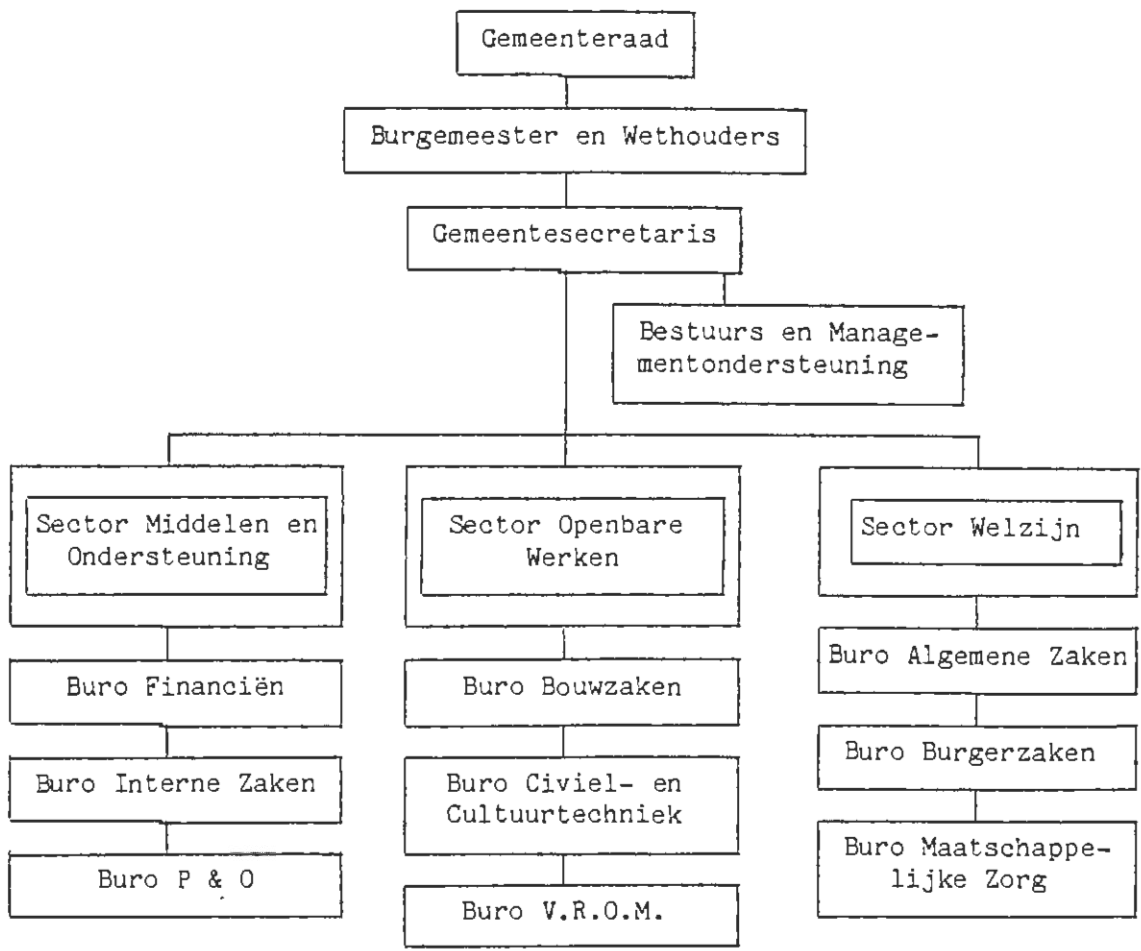 Gemeenteraad
Burgemeester en Wethouders
Gemeentesecretaris
Bestuurs en Manage-
mentondersteuning
Sector Middelen en
Ondersteuning
Buro Financiën
Buro Interne Zaken
Buro P & O
Sector Openbare
Werken
Buro Bouwzaken
Buro Civiel- en
Cultuurtechniek
Buro V.R.O.M.
Sector Welzijn
Buro Algemene Zaken
Buro Burgerzaken
Buro Maatschappe-
lijke Zorg